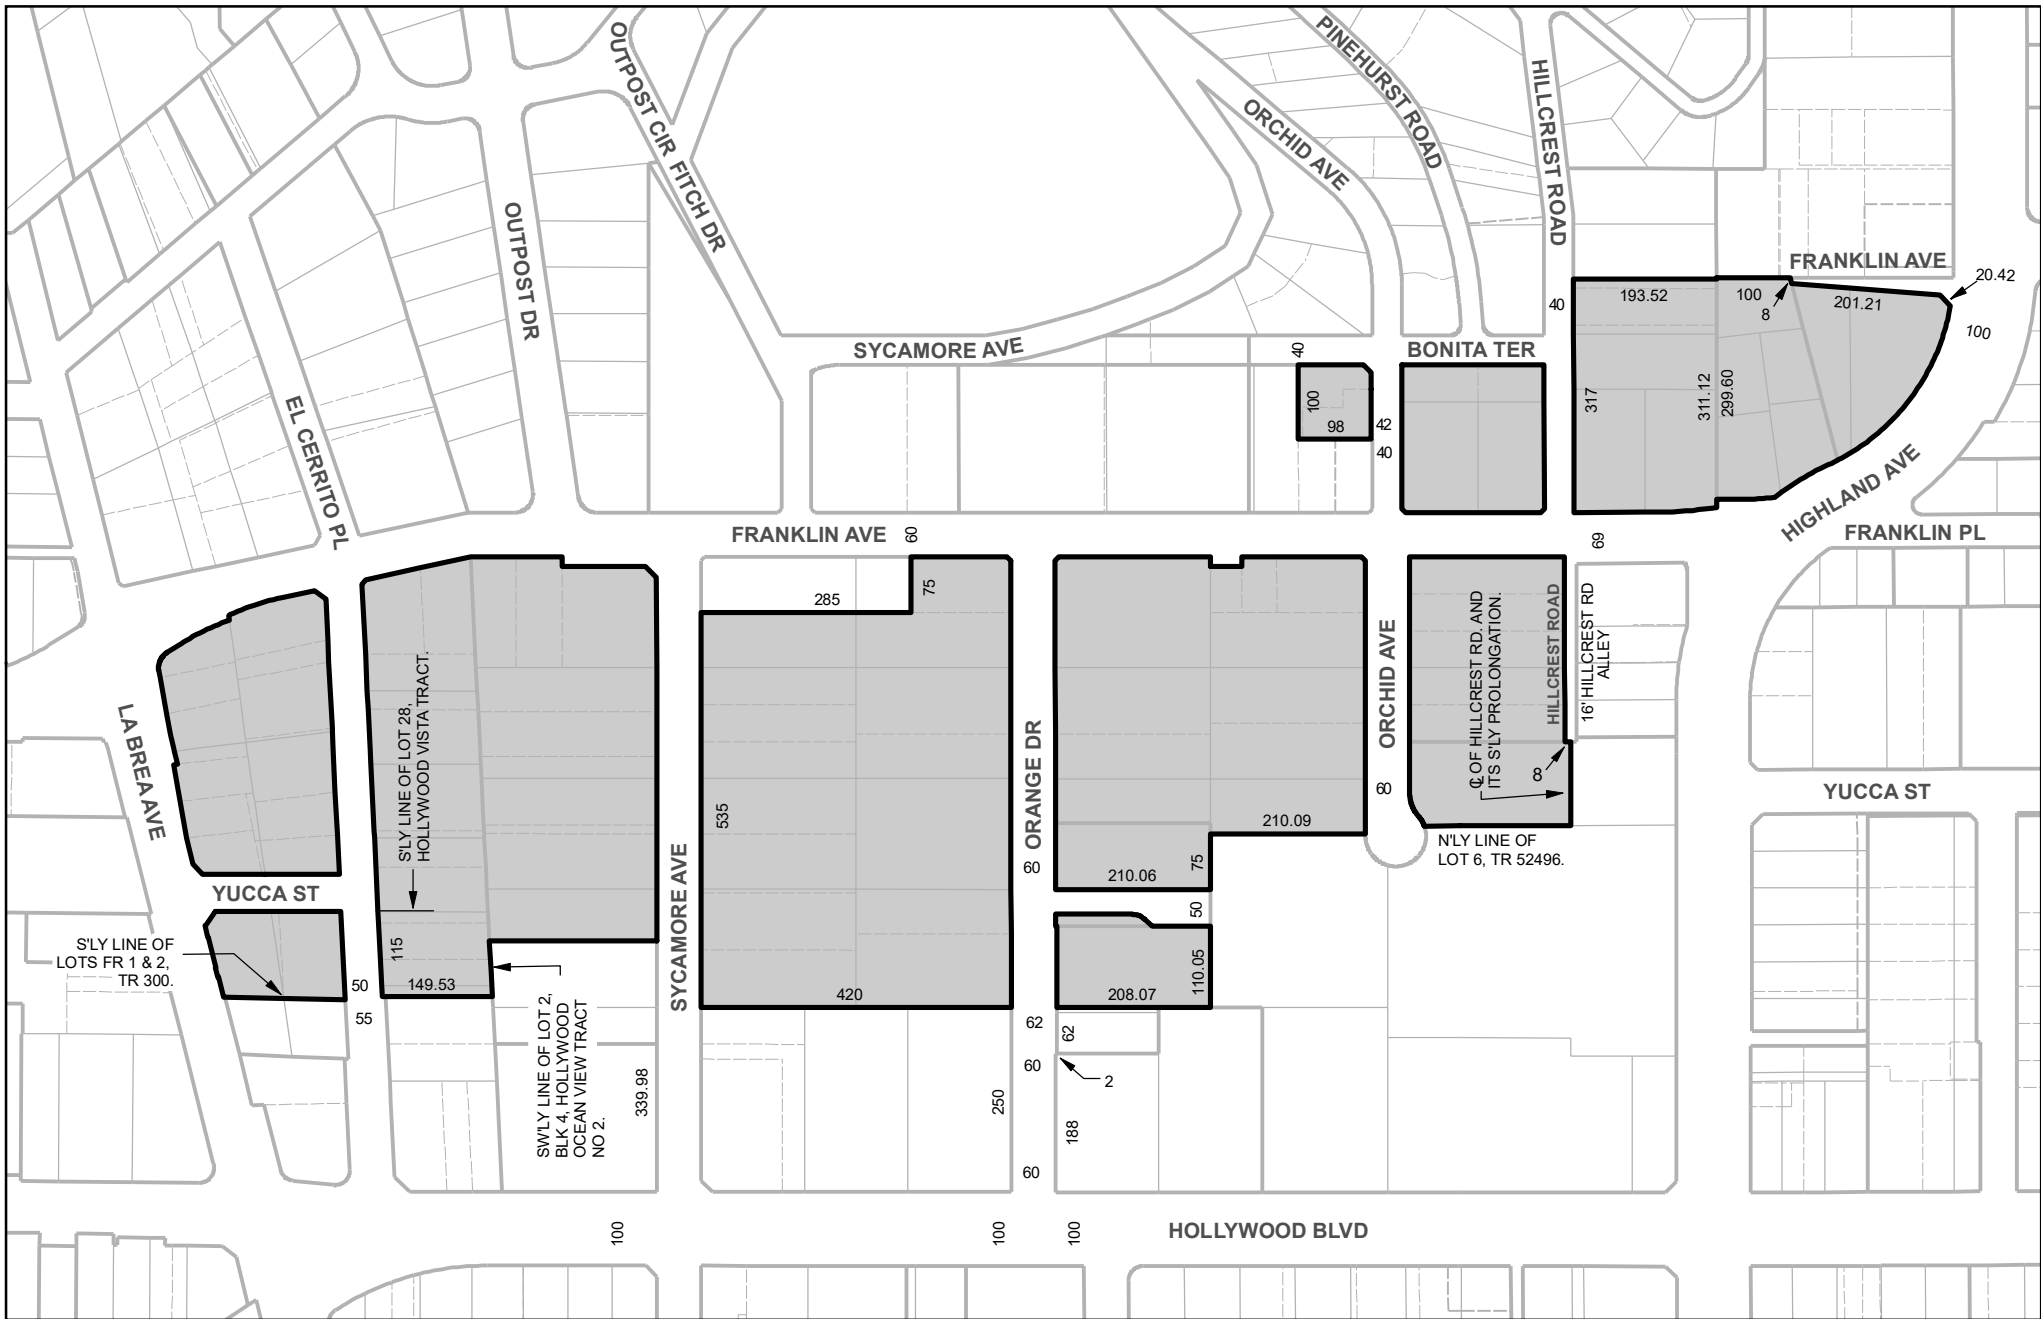 OUTPOST CIR
FITCH DR
PINEHURST ROAD
ORCHID AVE
HILLCREST ROAD
OUTPOST DR
FRANKLIN AVE
20.42
193.52
100
8
201.21
100
40
SYCAMORE AVE
40
BONITA TER
317
311.12
299.60
100
98
42
40
EL CERRITO PL
HIGHLAND AVE
FRANKLIN AVE
60
69
FRANKLIN PL
285
75
℄ OF HILLCREST RD. AND
ITS S'LY PROLONGATION.
HILLCREST ROAD
16' HILLCREST RD
ALLEY
ORCHID AVE
S'LY LINE OF LOT 28,
HOLLYWOOD VISTA TRACT.
LA BREA AVE
535
ORANGE DR
8
60
YUCCA ST
210.09
N'LY LINE OF
LOT 6, TR 52496.
60
210.06
75
YUCCA ST
50
SYCAMORE AVE
S'LY LINE OF
LOTS FR 1 & 2,
TR 300.
115
50
149.53
420
208.07
110.05
55
62
62
SW'LY LINE OF LOT 2,
BLK 4, HOLLYWOOD
OCEAN VIEW TRACT
NO 2.
339.98
250
60
2
188
60
100
100
100
HOLLYWOOD BLVD